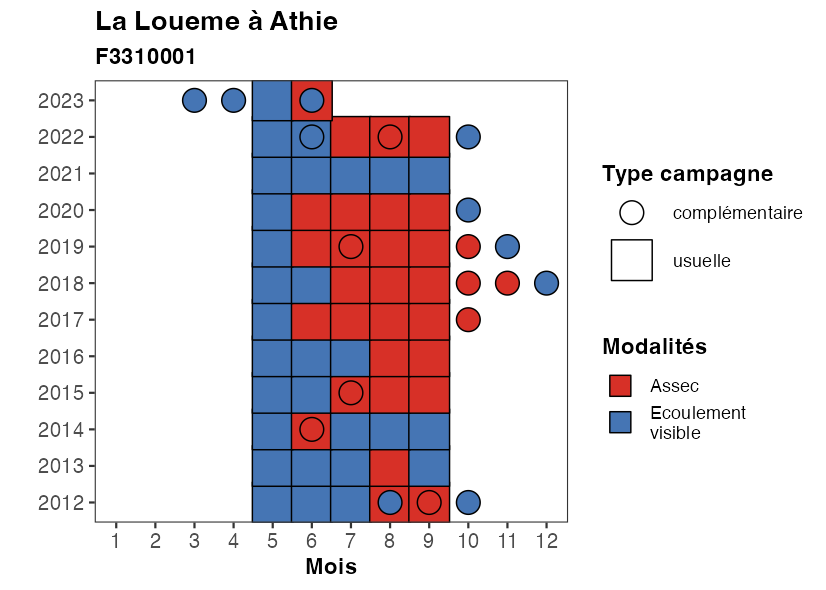 La Loueme à Athie
F3310001
2023
2022
2021
2020
2019
2018
2017
2016
2015
2014
2013
2012
1 2 3 4 5 6 7 8 9 10 11 12
Mois
Type campagne
complémentaire
usuelle
Modalités
Assec
Ecoulement
visible